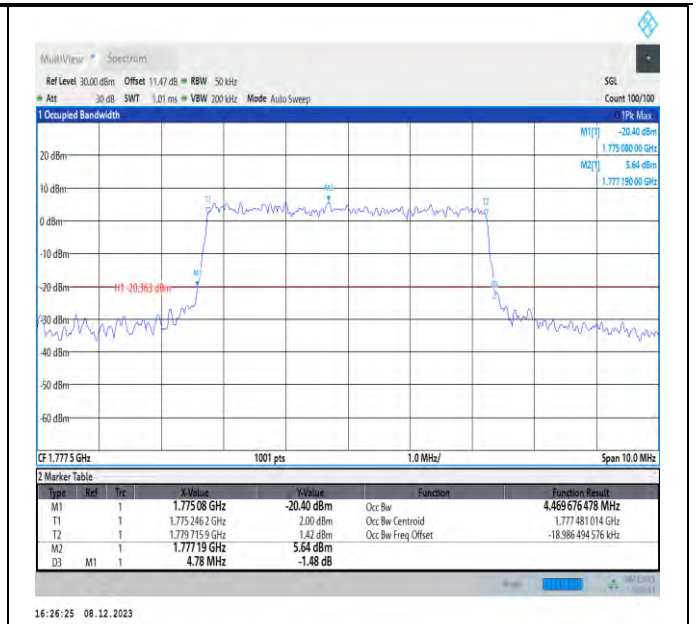 MultiView Spectrum
Ref Level 30.00 dBm Offset 11.47 dB RBW 50 kHz SGL
Att 30 dB SWT 1.01 ms VBW 200 kHz Mode Auto Sweep Count 100/100
1 Occupied Bandwidth 1Pk Max
M1[1] -20.40 dBm
1.775 080 00 GHz
M2[1] 5.64 dBm
1.777 190 00 GHz
20 dBm
10 dBm
M2
T1
T2
0 dBm
-10 dBm
M1
-20 dBm
H1 -20.363 dBm
-30 dBm
-40 dBm
-50 dBm
-60 dBm
CF 1.777 5 GHz 1001 pts 1.0 MHz/ Span 10.0 MHz
2 Marker Table
Type Ref Trc X-Value Y-Value Function Function Result
M1 1 1.775 08 GHz -20.40 dBm Occ Bw 4.469 676 478 MHz
T1 1 1.775 246 2 GHz 2.00 dBm Occ Bw Centroid 1.777 481 014 GHz
T2 1 1.779 715 9 GHz 1.42 dBm Occ Bw Freq Offset -18.986 494 576 kHz
M2 1 1.777 19 GHz 5.64 dBm
D3 M1 1 4.78 MHz -1.48 dB
16:26:25 08.12.2023